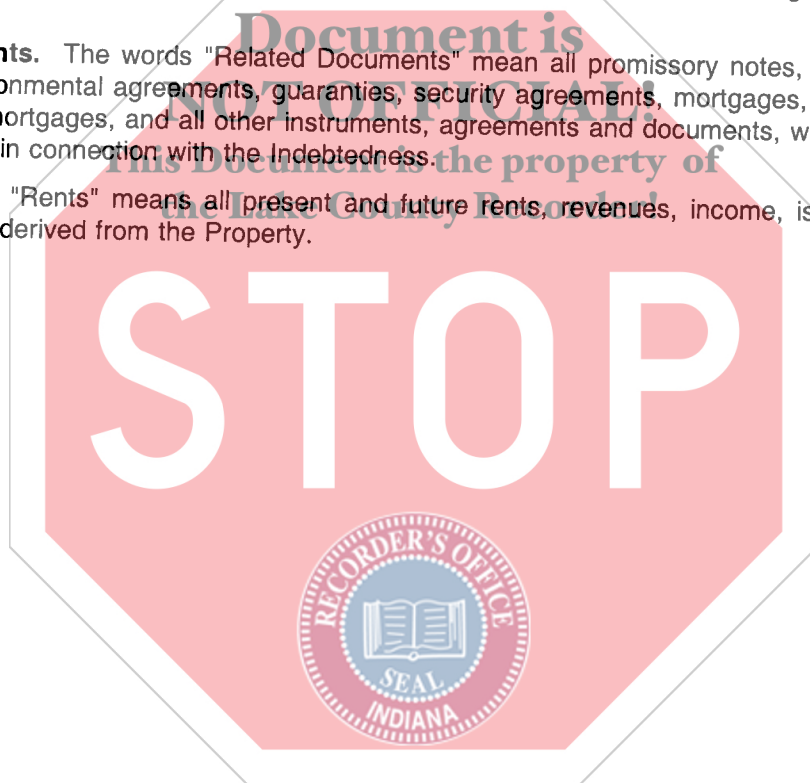 Document is
nts. The words "Related Documents" mean all promissory notes,
onmental agreements, guaranties, security agreements, mortgages,
NOT OFFICIAL!
ortgages, and all other instruments, agreements and documents, w
in connection with the Indebtedness.
This Document is the property of
"Rents" means all present and future rents, revenues, income, is
the Lake County Recorder!
derived from the Property.
STOP
RECORDER'S OFFICE
SEAL
INDIANA